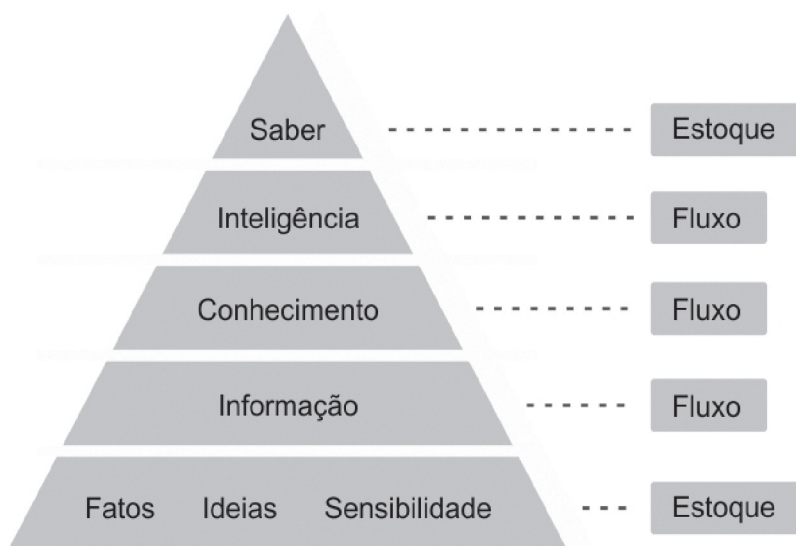 Saber Estoque
Inteligência Fluxo
Conhecimento Fluxo
Informação Fluxo
Fatos Ideias Sensibilidade Estoque